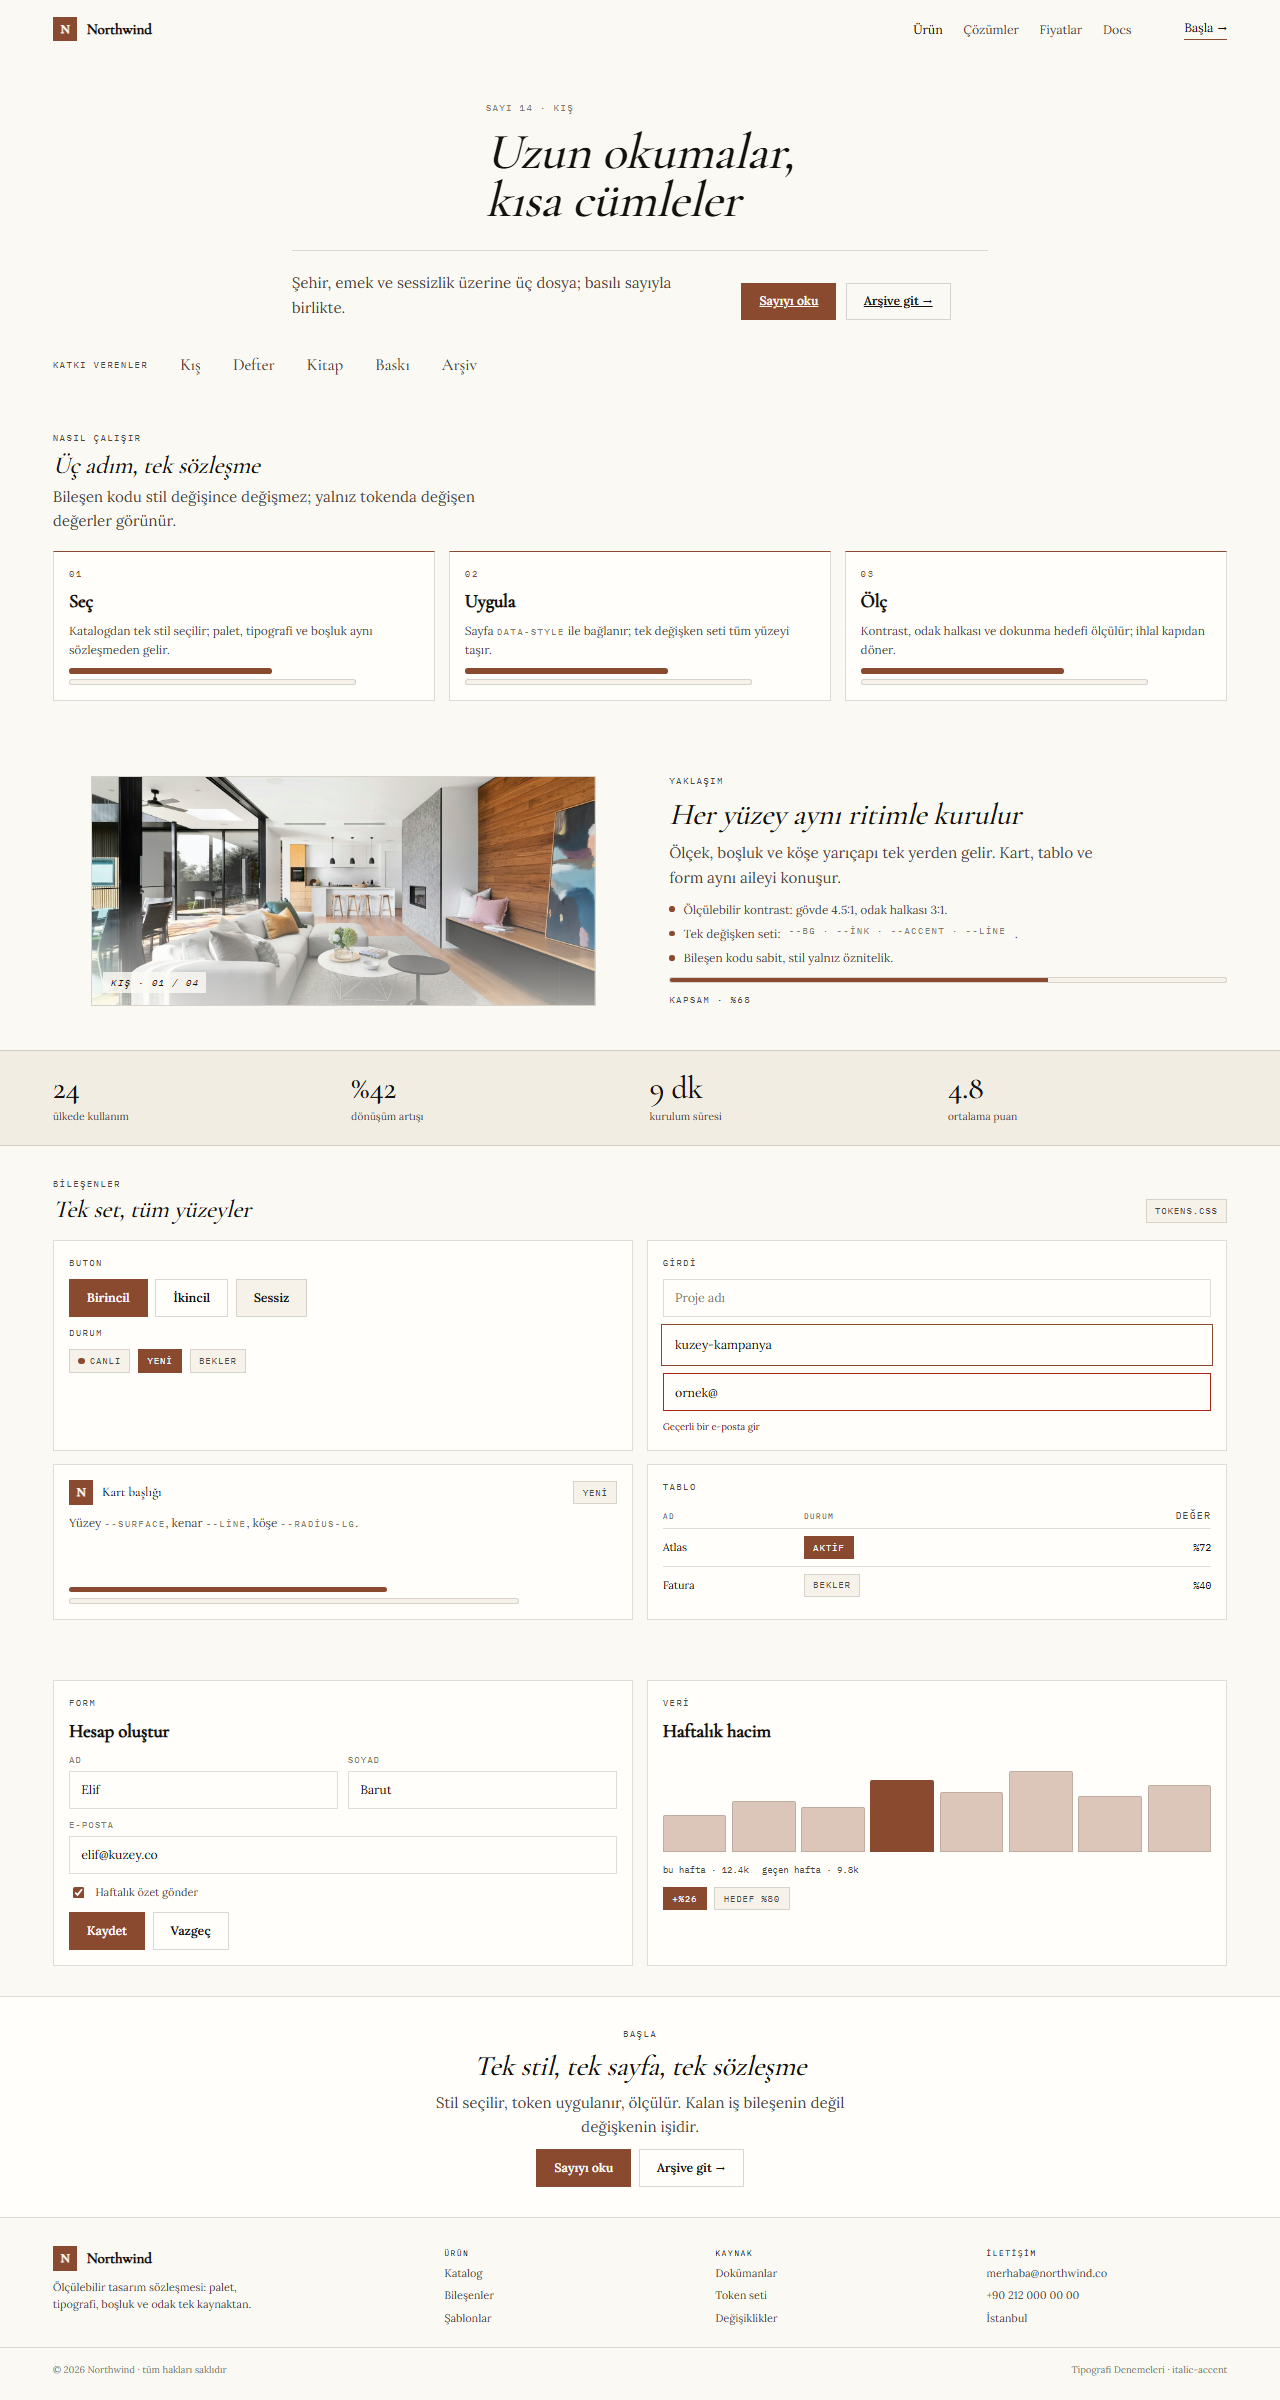 N Northwind
Ürün Çözümler Fiyatlar Docs Başla →
SAYI 14 · KIŞ
Uzun okumalar,
kısa cümleler
Şehir, emek ve sessizlik üzerine üç dosya; basılı sayıyla
birlikte.
Sayıyı oku Arşive git →
KATKI VERENLER Kış Defter Kitap Baskı Arşiv
NASIL ÇALIŞIR
Üç adım, tek sözleşme
Bileşen kodu stil değişince değişmez; yalnız tokenda değişen
değerler görünür.
01
Seç
Katalogdan tek stil seçilir; palet, tipografi ve boşluk aynı
sözleşmeden gelir.
02
Uygula
Sayfa DATA-STYLE ile bağlanır; tek değişken seti tüm yüzeyi
taşır.
03
Ölç
Kontrast, odak halkası ve dokunma hedefi ölçülür; ihlal kapıdan
döner.
KIŞ · 01 / 04
YAKLAŞIM
Her yüzey aynı ritimle kurulur
Ölçek, boşluk ve köşe yarıçapı tek yerden gelir. Kart, tablo ve
form aynı aileyi konuşur.
Ölçülebilir kontrast: gövde 4.5:1, odak halkası 3:1.
Tek değişken seti: --BG · --İNK · --ACCENT · --LİNE .
Bileşen kodu sabit, stil yalnız öznitelik.
KAPSAM · %68
24
ülkede kullanım
%42
dönüşüm artışı
9 dk
kurulum süresi
4.8
ortalama puan
BİLEŞENLER
Tek set, tüm yüzeyler
TOKENS.CSS
BUTON
Birincil İkincil Sessiz
DURUM
CANLI YENİ BEKLER
GİRDİ
Proje adı
kuzey-kampanya
ornek@
Geçerli bir e-posta gir
N Kart başlığı YENİ
Yüzey --SURFACE, kenar --LİNE, köşe --RADİUS-LG.
TABLO
AD DURUM DEĞER
Atlas AKTİF %72
Fatura BEKLER %40
FORM
Hesap oluştur
AD SOYAD
Elif Barut
E-POSTA
elif@kuzey.co
Haftalık özet gönder
Kaydet Vazgeç
VERİ
Haftalık hacim
bu hafta · 12.4k geçen hafta · 9.8k
+%26 HEDEF %80
BAŞLA
Tek stil, tek sayfa, tek sözleşme
Stil seçilir, token uygulanır, ölçülür. Kalan iş bileşenin değil
değişkenin işidir.
Sayıyı oku Arşive git →
N Northwind
Ölçülebilir tasarım sözleşmesi: palet,
tipografi, boşluk ve odak tek kaynaktan.
ÜRÜN
Katalog
Bileşenler
Şablonlar
KAYNAK
Dokümanlar
Token seti
Değişiklikler
İLETİŞİM
merhaba@northwind.co
+90 212 000 00 00
İstanbul
© 2026 Northwind · tüm hakları saklıdır
Tipografi Denemeleri · italic-accent